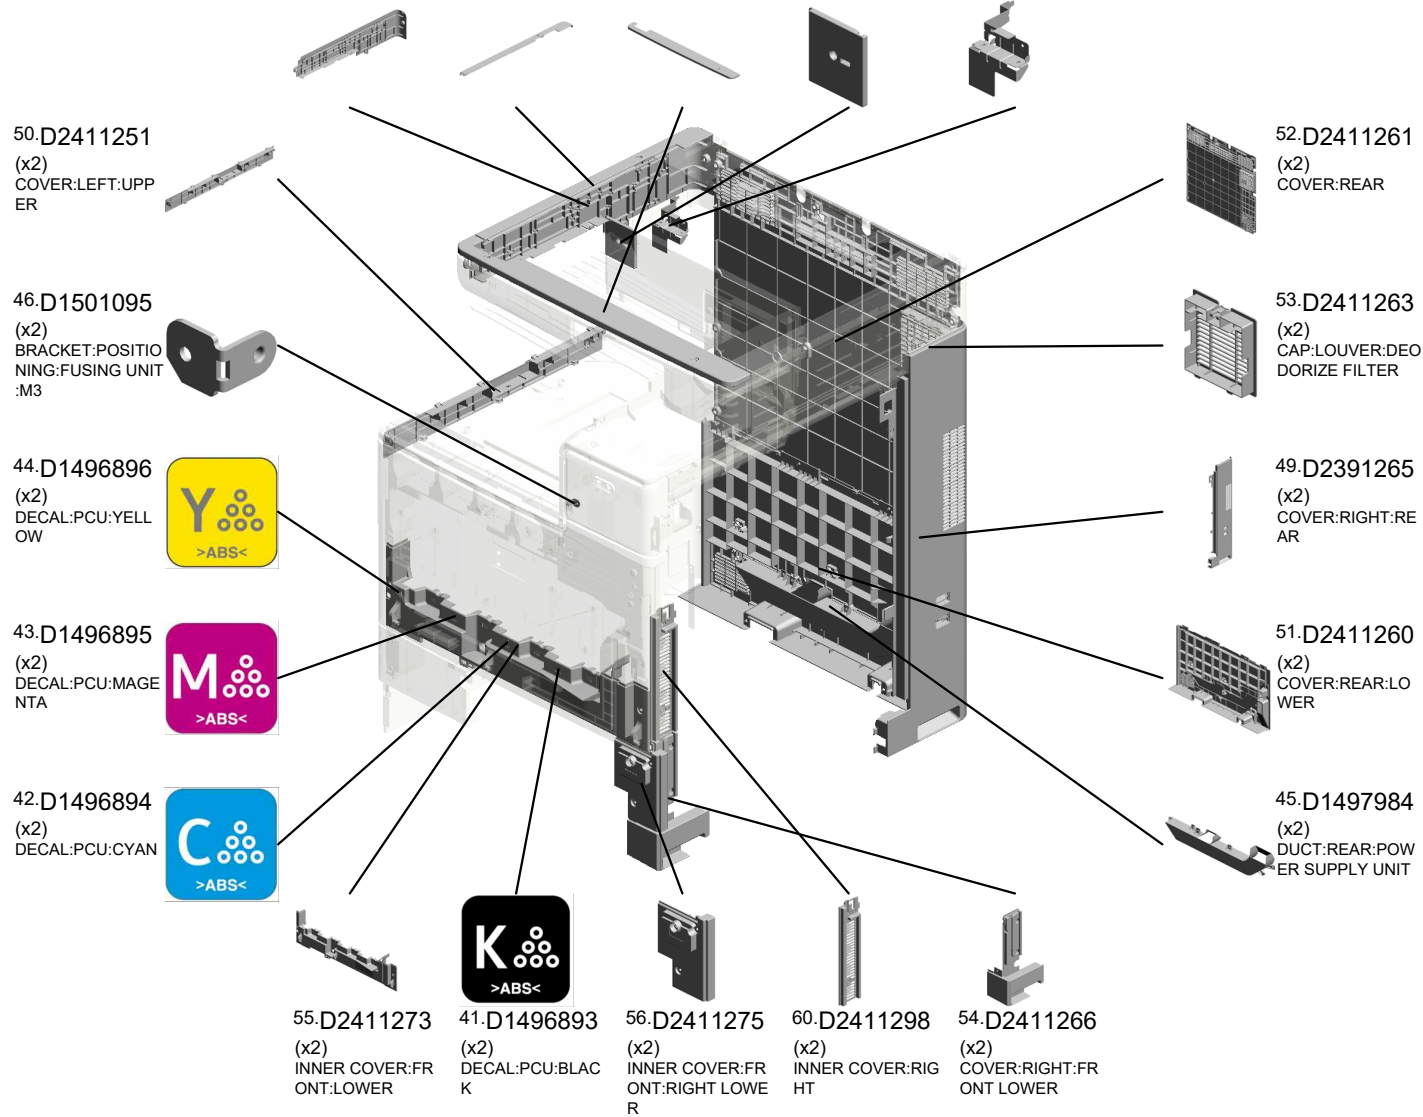 50.D2411251
(x2)
COVER:LEFT:UPP
ER
46.D1501095
(x2)
BRACKET:POSITIO
NING:FUSING UNIT
:M3
44.D1496896
(x2)
DECAL:PCU:YELL
OW
Y
>ABS<
43.D1496895
(x2)
DECAL:PCU:MAGE
NTA
M
>ABS<
42.D1496894
(x2)
DECAL:PCU:CYAN
C
>ABS<
52.D2411261
(x2)
COVER:REAR
53.D2411263
(x2)
CAP:LOUVER:DEO
DORIZE FILTER
49.D2391265
(x2)
COVER:RIGHT:RE
AR
51.D2411260
(x2)
COVER:REAR:LO
WER
45.D1497984
(x2)
DUCT:REAR:POW
ER SUPPLY UNIT
55.D2411273
(x2)
INNER COVER:FR
ONT:LOWER
K
>ABS<
41.D1496893
(x2)
DECAL:PCU:BLAC
K
56.D2411275
(x2)
INNER COVER:FR
ONT:RIGHT LOWE
R
60.D2411298
(x2)
INNER COVER:RIG
HT
54.D2411266
(x2)
COVER:RIGHT:FR
ONT LOWER